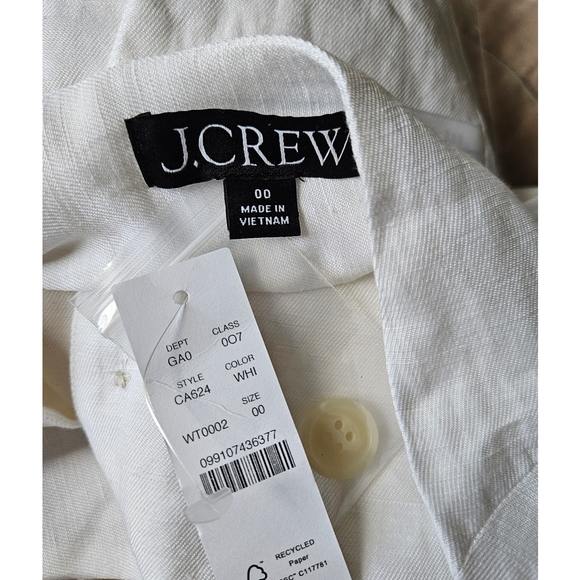 J.CREW
00
MADE IN
VIETNAM
DEPT CLASS
GA0 007
STYLE COLOR
CA624 WHI
WT0002 SIZE
00
099107436377
RECYCLED
Paper
C117781